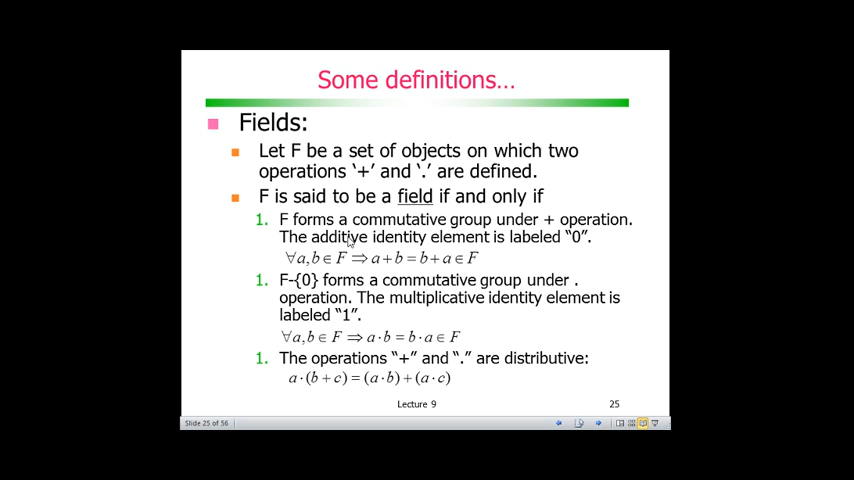 Some definitions…
Fields:
Let F be a set of objects on which two
operations ‘+’ and ‘.’ are defined.
F is said to be a field if and only if
1. F forms a commutative group under + operation.
The additive identity element is labeled “0”.
∀a,b∈F ⇒ a+b=b+a∈F
1. F-{0} forms a commutative group under .
operation. The multiplicative identity element is
labeled “1”.
∀a,b∈F ⇒ a·b=b·a∈F
1. The operations “+” and “.” are distributive:
a·(b+c)=(a·b)+(a·c)
Lecture 9
25
Slide 25 of 56